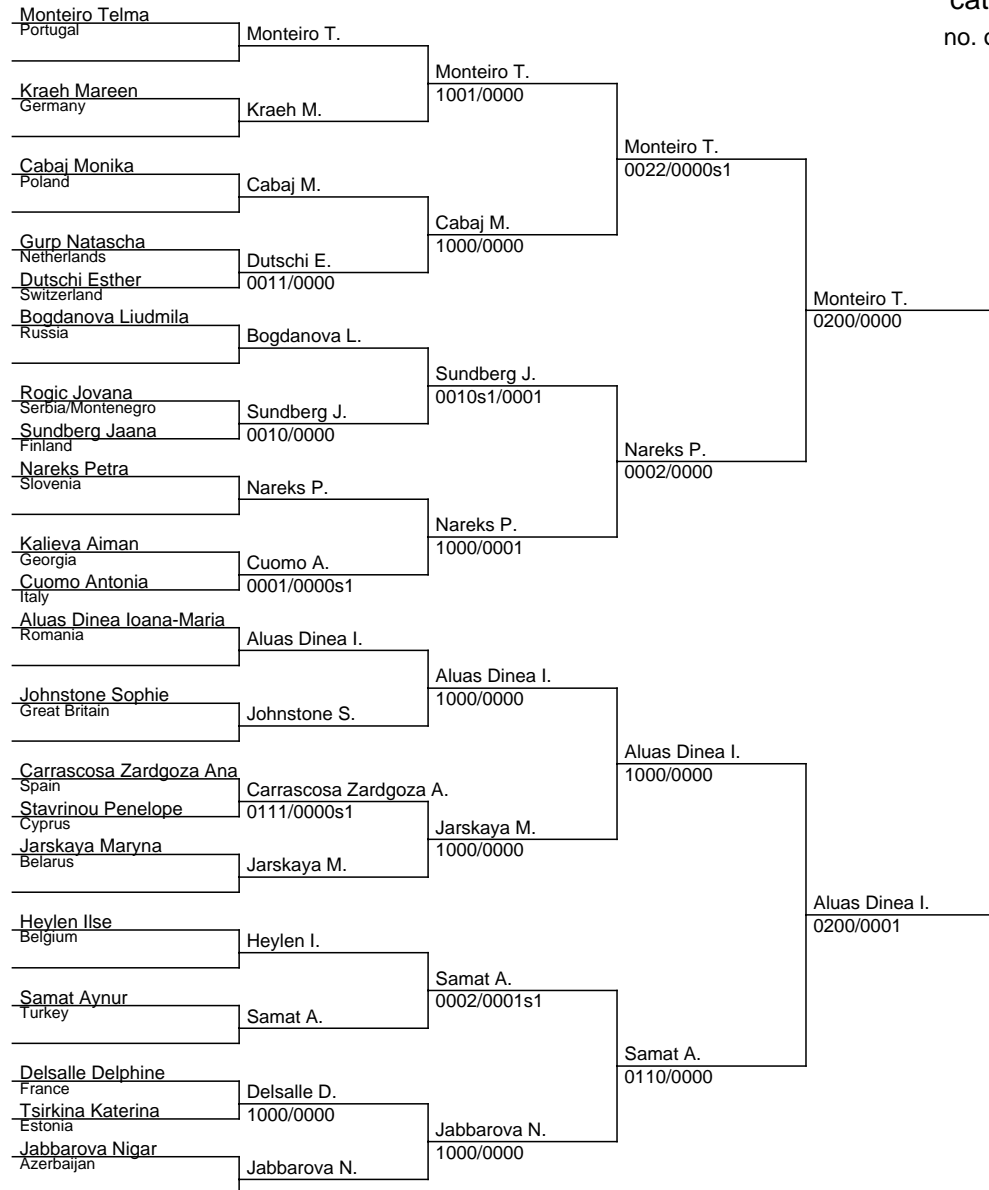 cat
no. o
Monteiro Telma
Portugal
Kraeh Mareen
Germany
Cabaj Monika
Poland
Gurp Natascha
Netherlands
Dutschi Esther
Switzerland
Bogdanova Liudmila
Russia
Rogic Jovana
Serbia/Montenegro
Sundberg Jaana
Finland
Nareks Petra
Slovenia
Kalieva Aiman
Georgia
Cuomo Antonia
Italy
Aluas Dinea Ioana-Maria
Romania
Johnstone Sophie
Great Britain
Carrascosa Zardgoza Ana
Spain
Stavrinou Penelope
Cyprus
Jarskaya Maryna
Belarus
Heylen Ilse
Belgium
Samat Aynur
Turkey
Delsalle Delphine
France
Tsirkina Katerina
Estonia
Jabbarova Nigar
Azerbaijan
Monteiro T.
Kraeh M.
Cabaj M.
Dutschi E.
0011/0000
Bogdanova L.
Sundberg J.
0010/0000
Nareks P.
Cuomo A.
0001/0000s1
Aluas Dinea I.
Johnstone S.
Carrascosa Zardgoza A.
0111/0000s1
Jarskaya M.
Heylen I.
Samat A.
Delsalle D.
1000/0000
Jabbarova N.
Monteiro T.
1001/0000
Cabaj M.
1000/0000
Sundberg J.
0010s1/0001
Nareks P.
1000/0001
Aluas Dinea I.
1000/0000
Jarskaya M.
1000/0000
Samat A.
0002/0001s1
Jabbarova N.
1000/0000
Monteiro T.
0022/0000s1
Nareks P.
0002/0000
Aluas Dinea I.
1000/0000
Samat A.
0110/0000
Monteiro T.
0200/0000
Aluas Dinea I.
0200/0001